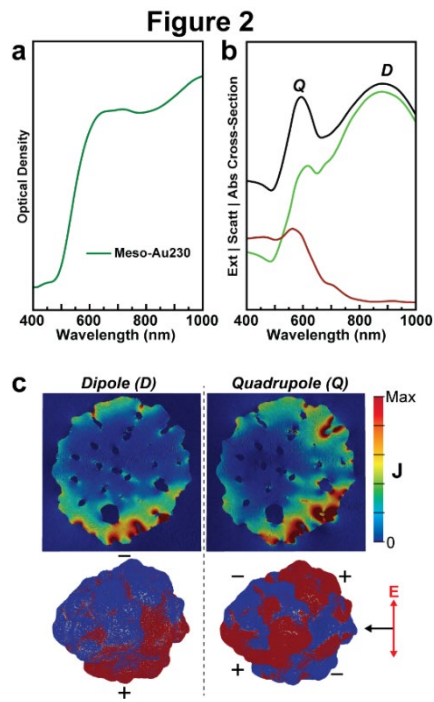 Figure 2
a
b
Optical Density
Meso-Au230
400
600
800
1000
Wavelength (nm)
Ext | Scatt | Abs Cross-Section
Q
D
400
600
800
1000
Wavelength (nm)
c
Dipole (D)
Quadrupole (Q)
Max
J
0
−
+
−
+
+
−
E